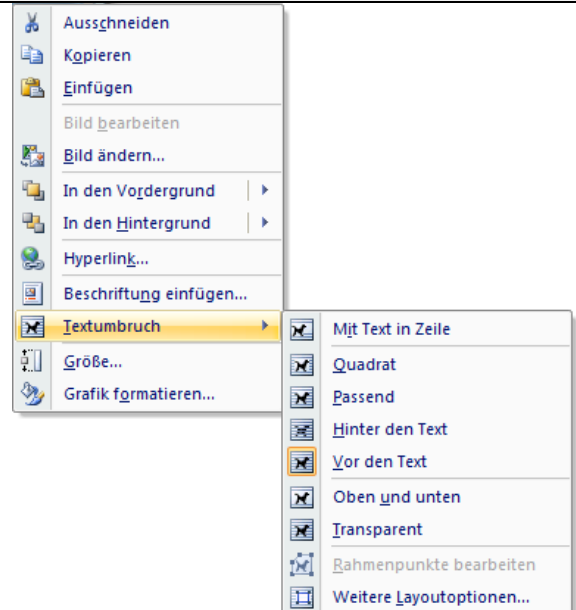 Ausschneiden
Kopieren
Einfügen
Bild bearbeiten
Bild ändern...
In den Vordergrund
In den Hintergrund
Hyperlink...
Beschriftung einfügen...
Textumbruch
Größe...
Grafik formatieren...
Mit Text in Zeile
Quadrat
Passend
Hinter den Text
Vor den Text
Oben und unten
Transparent
Rahmenpunkte bearbeiten
Weitere Layoutoptionen...